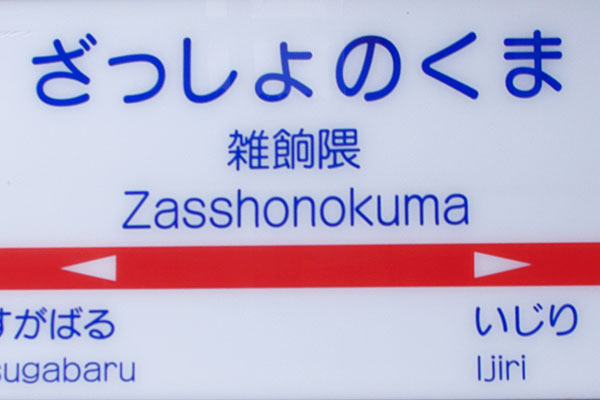 ざっしょのくま
雑餉隈
Zasshonokuma
すがばる いじり
sugabaru Ijiri